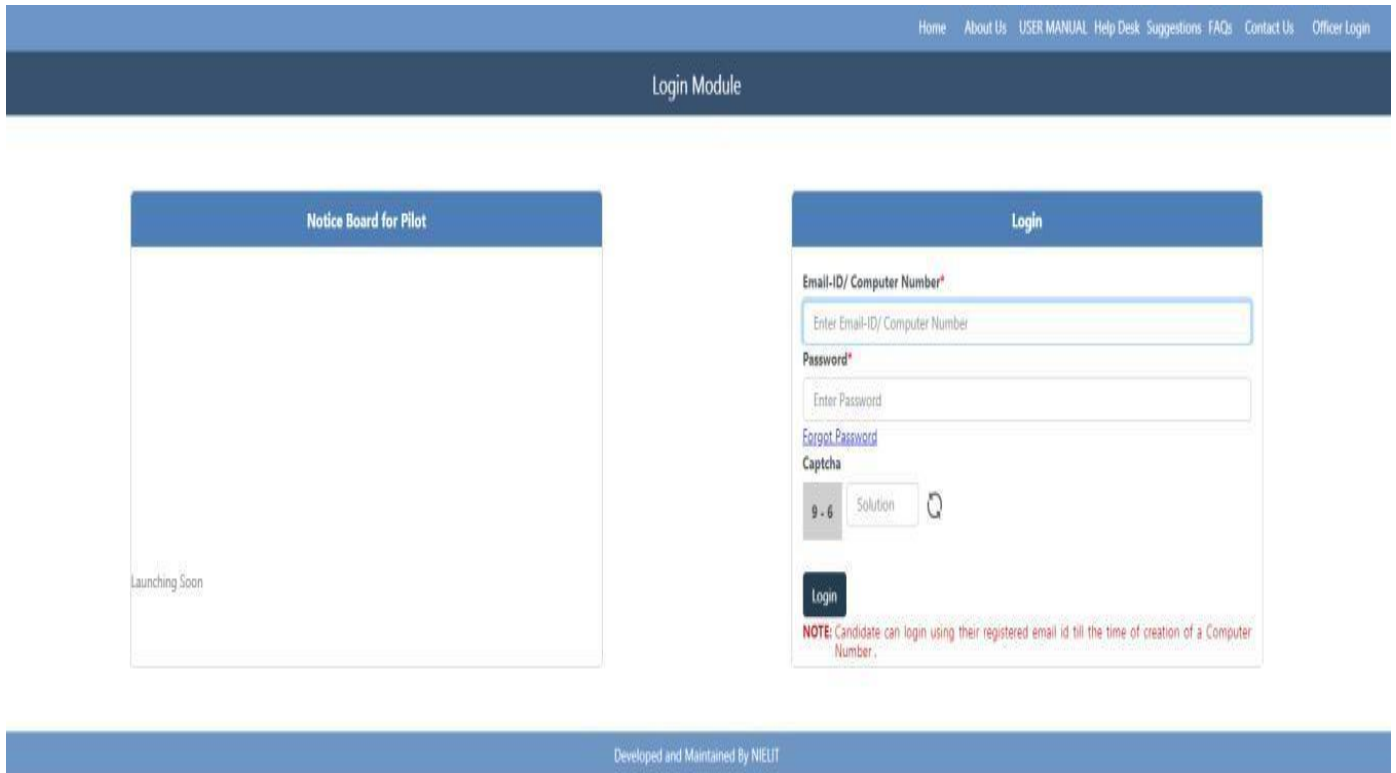 Home About Us USER MANUAL Help Desk Suggestions FAQs Contact Us Officer Login
Login Module
Notice Board for Pilot
Launching Soon
Login
Email-ID/ Computer Number*
Enter Email-ID/ Computer Number
Password*
Enter Password
Forgot Password
Captcha
9 - 6 Solution
Login
NOTE: Candidate can login using their registered email id till the time of creation of a Computer
Number .
Developed and Maintained By NIELIT